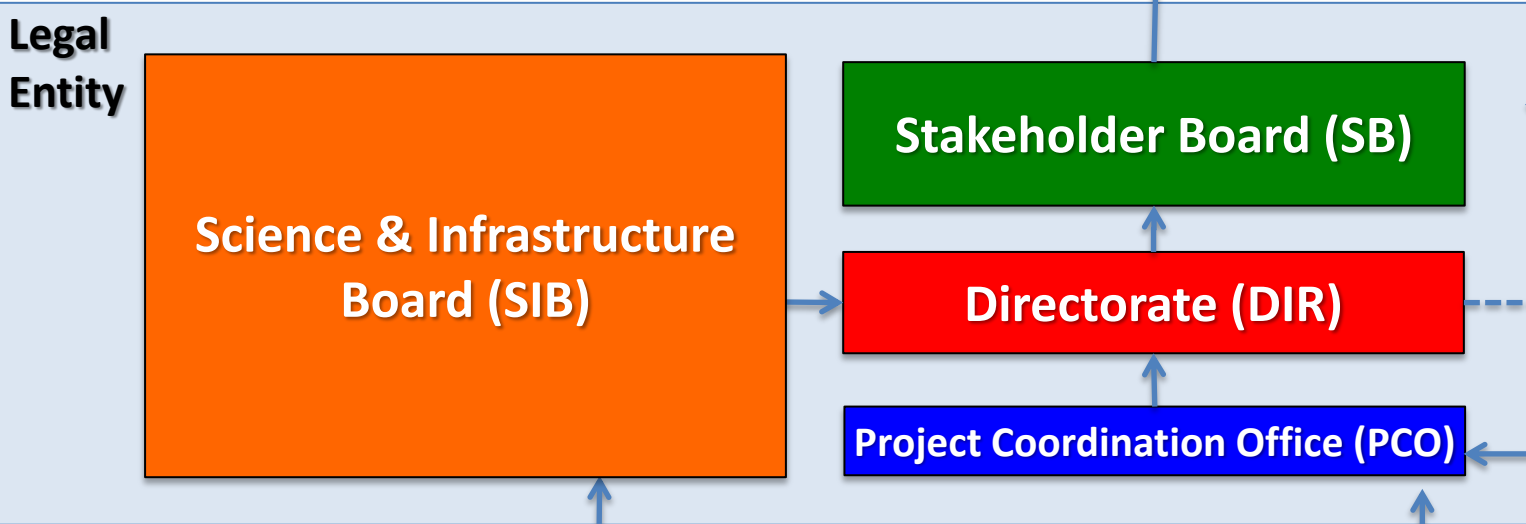 Legal
Entity
Science & Infrastructure
Board (SIB)
Stakeholder Board (SB)
Directorate (DIR)
Project Coordination Office (PCO)